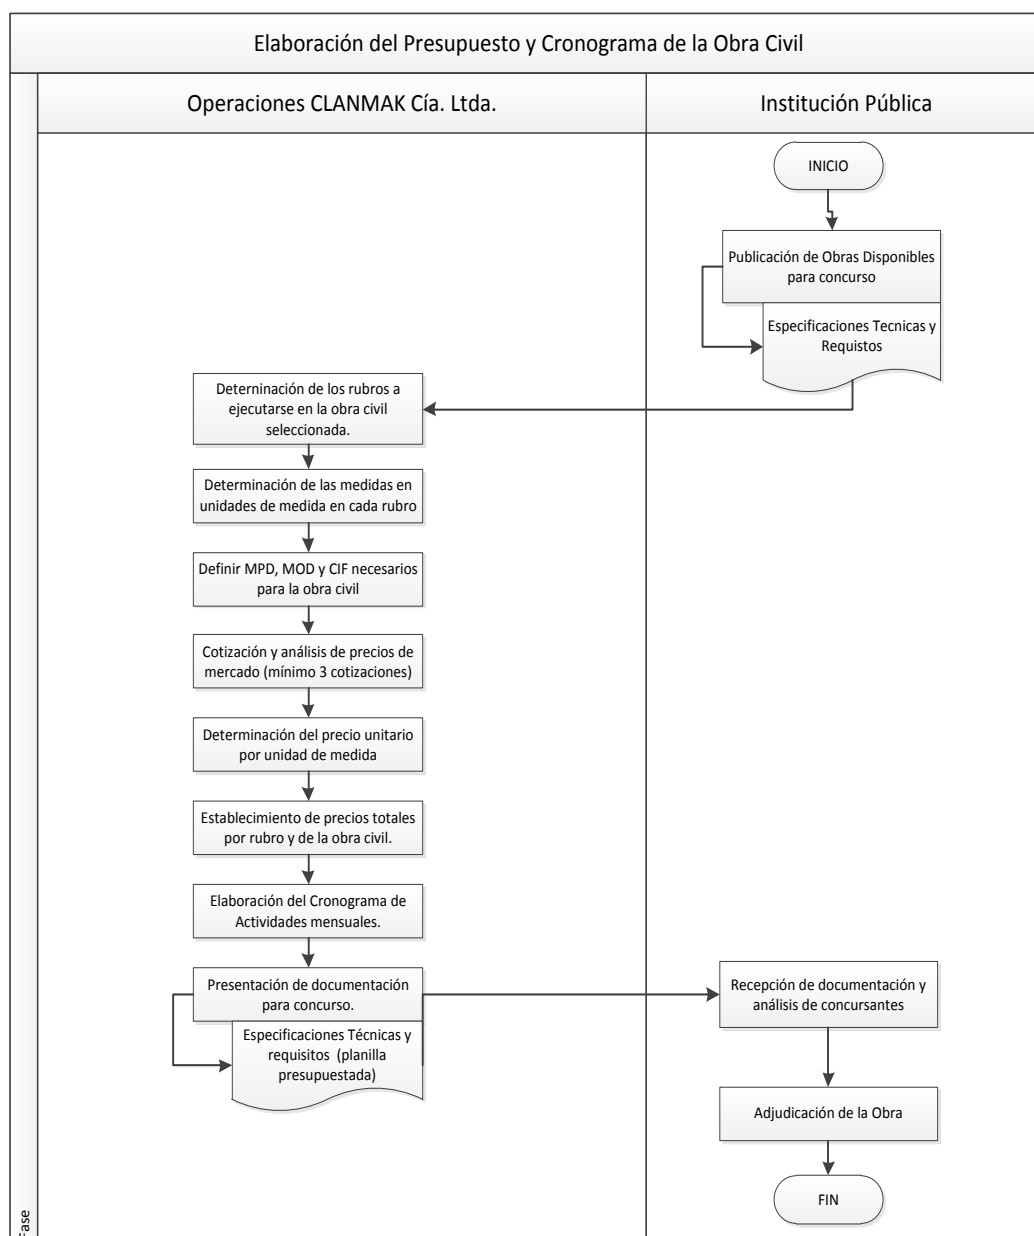 Elaboración del Presupuesto y Cronograma de la Obra Civil
Operaciones CLANMAK Cía. Ltda.
Institución Pública
INICIO
Publicación de Obras Disponibles
para concurso
Especificaciones Tecnicas y
Requistos
Determinación de los rubros a
ejecutarse en la obra civil
seleccionada.
Determinación de las medidas en
unidades de medida en cada rubro
Definir MPD, MOD y CIF necesarios
para la obra civil
Cotización y análisis de precios de
mercado (mínimo 3 cotizaciones)
Determinación del precio unitario
por unidad de medida
Establecimiento de precios totales
por rubro y de la obra civil.
Elaboración del Cronograma de
Actividades mensuales.
Presentación de documentación
para concurso.
Especificaciones Técnicas y
requisitos (planilla
presupuestada)
Recepción de documentación y
análisis de concursantes
Adjudicación de la Obra
FIN
Fase